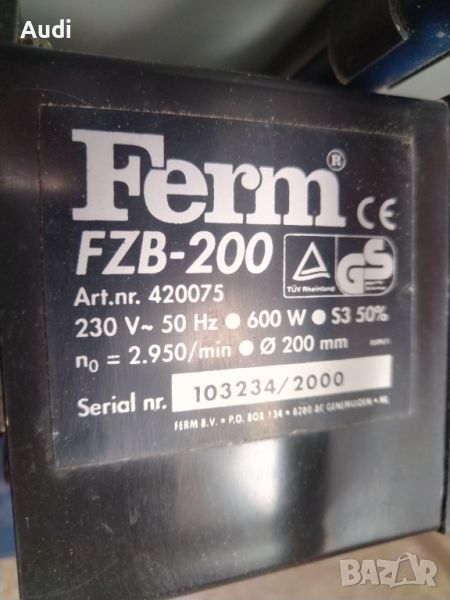 Audi
Ferm®
CE
FZB-200
TÜV Rheinland
GS
Art.nr. 420075
230 V~ 50 Hz ● 600 W ● S3 50%
n0 = 2.950/min ● Ø 200 mm
Serial nr. 103234/2000
FERM B.V. • P.O. BOX 134 • 8280 AC GENEMUIDEN • NL
BAZAR